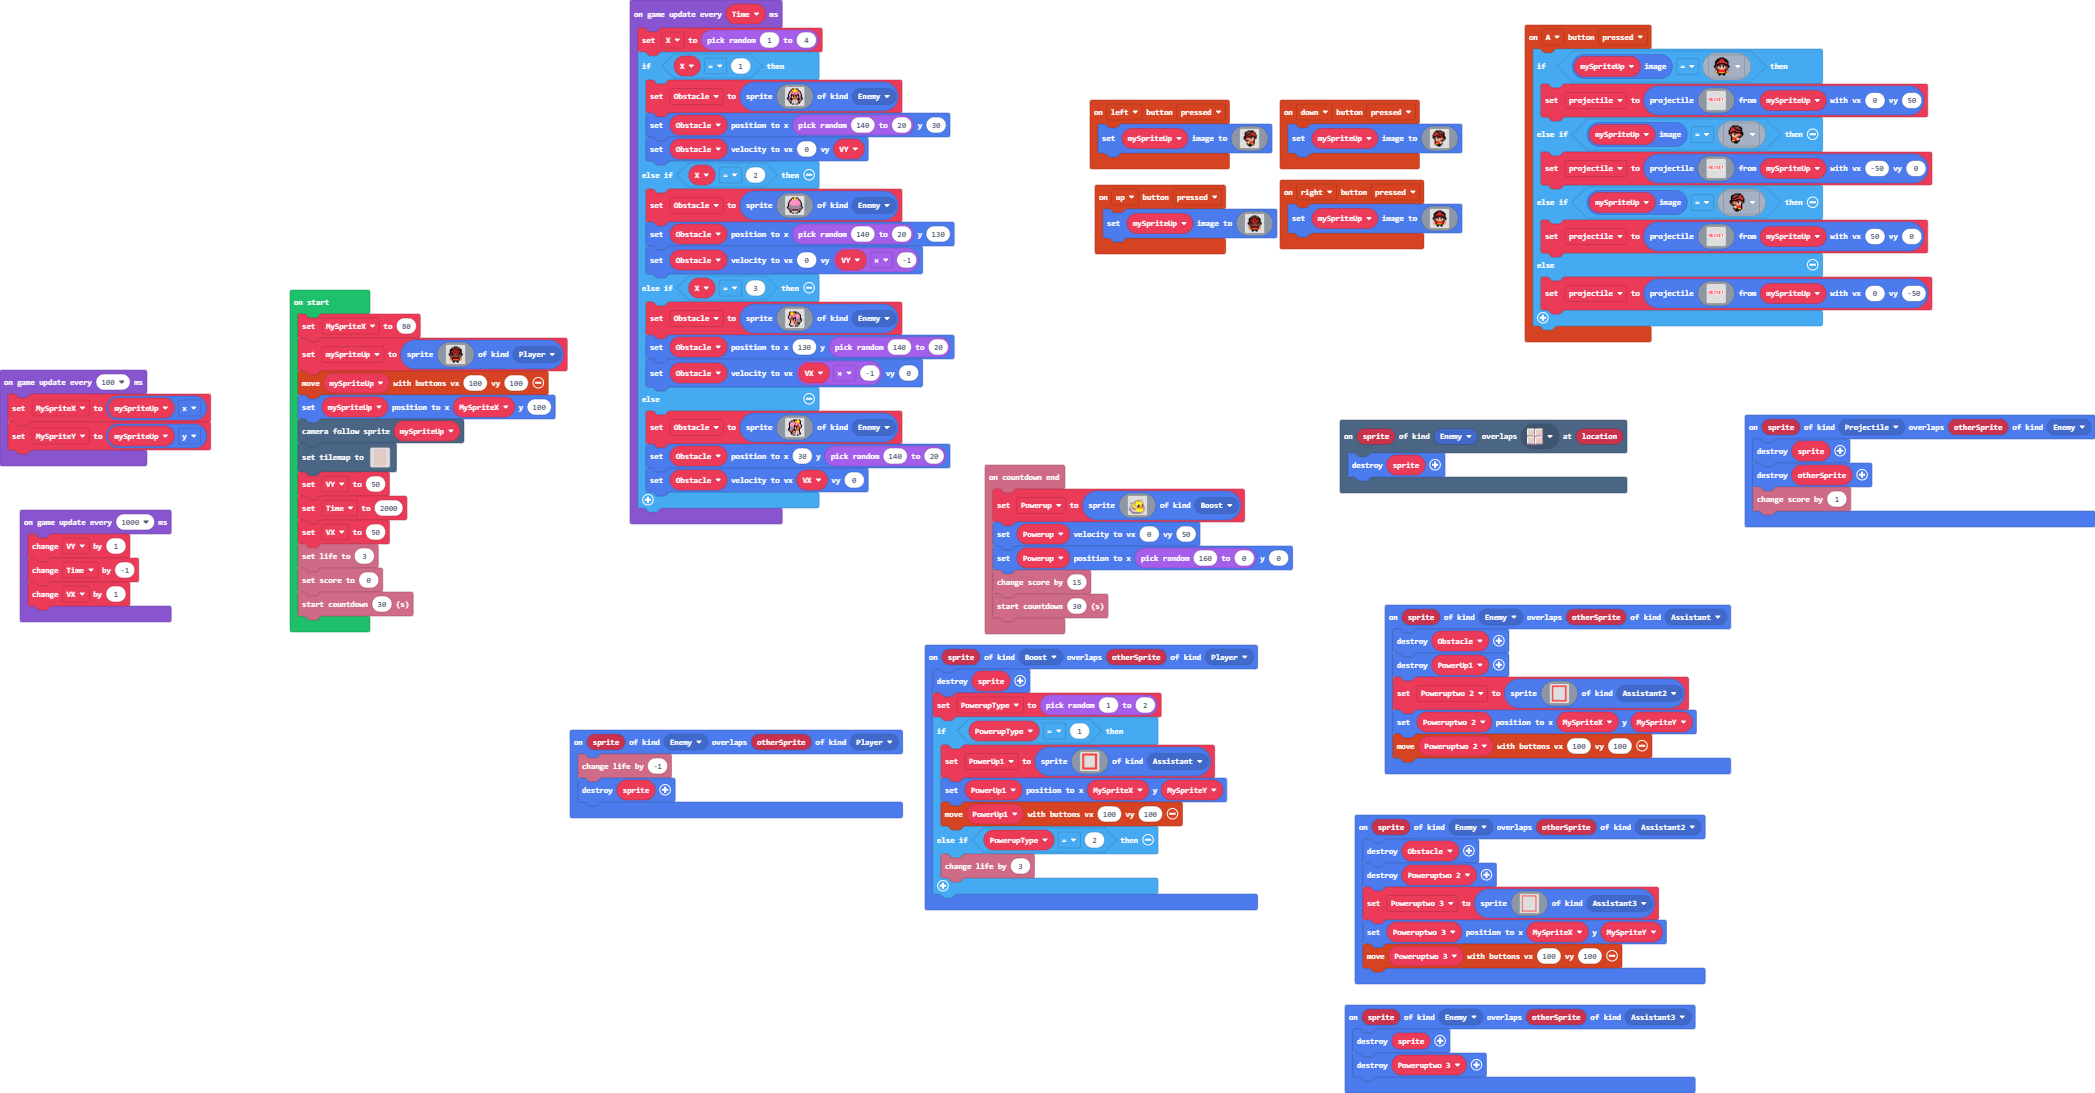 on game update every 100 ms
set MySpriteX to mySpriteUp x
set MySpriteY to mySpriteUp y
on game update every 1000 ms
change VY by 1
change Time by -1
change VX by 1
on start
set MySpriteX to 80
set mySpriteUp to sprite of kind Player
move mySpriteUp with buttons vx 100 vy 100
set mySpriteUp position to x MySpriteX y 100
camera follow sprite mySpriteUp
set tilemap to
set VY to 50
set Time to 2000
set VX to 50
set life to 3
set score to 0
start countdown 30 (s)
on game update every Time ms
set X to pick random 1 to 4
if X = 1 then
set Obstacle to sprite of kind Enemy
set Obstacle position to x pick random 140 to 20 y 30
set Obstacle velocity to vx 0 vy VY
else if X = 2 then
set Obstacle to sprite of kind Enemy
set Obstacle position to x pick random 140 to 20 y 130
set Obstacle velocity to vx 0 vy VY × -1
else if X = 3 then
set Obstacle to sprite of kind Enemy
set Obstacle position to x 130 y pick random 140 to 20
set Obstacle velocity to vx VX × -1 vy 0
else
set Obstacle to sprite of kind Enemy
set Obstacle position to x 30 y pick random 140 to 20
set Obstacle velocity to vx VX vy 0
on sprite of kind Enemy overlaps otherSprite of kind Player
change life by -1
destroy sprite
on countdown end
set Powerup to sprite of kind Boost
set Powerup velocity to vx 0 vy 50
set Powerup position to x pick random 160 to 0 y 0
change score by 15
start countdown 30 (s)
on sprite of kind Boost overlaps otherSprite of kind Player
destroy sprite
set PowerupType to pick random 1 to 2
if PowerupType = 1 then
set PowerUp1 to sprite of kind Assistant
set PowerUp1 position to x MySpriteX y MySpriteY
move PowerUp1 with buttons vx 100 vy 100
else if PowerupType = 2 then
change life by 3
on left button pressed
set mySpriteUp image to
on down button pressed
set mySpriteUp image to
on up button pressed
set mySpriteUp image to
on right button pressed
set mySpriteUp image to
on A button pressed
if mySpriteUp image = then
set projectile to projectile from mySpriteUp with vx 0 vy 50
else if mySpriteUp image = then
set projectile to projectile from mySpriteUp with vx -50 vy 0
else if mySpriteUp image = then
set projectile to projectile from mySpriteUp with vx 50 vy 0
else
set projectile to projectile from mySpriteUp with vx 0 vy -50
on sprite of kind Enemy overlaps at location
destroy sprite
on sprite of kind Projectile overlaps otherSprite of kind Enemy
destroy sprite
destroy otherSprite
change score by 1
on sprite of kind Enemy overlaps otherSprite of kind Assistant
destroy Obstacle
destroy PowerUp1
set Poweruptwo 2 to sprite of kind Assistant2
set Poweruptwo 2 position to x MySpriteX y MySpriteY
move Poweruptwo 2 with buttons vx 100 vy 100
on sprite of kind Enemy overlaps otherSprite of kind Assistant2
destroy Obstacle
destroy Poweruptwo 2
set Poweruptwo 3 to sprite of kind Assistant3
set Poweruptwo 3 position to x MySpriteX y MySpriteY
move Poweruptwo 3 with buttons vx 100 vy 100
on sprite of kind Enemy overlaps otherSprite of kind Assistant3
destroy sprite
destroy Poweruptwo 3